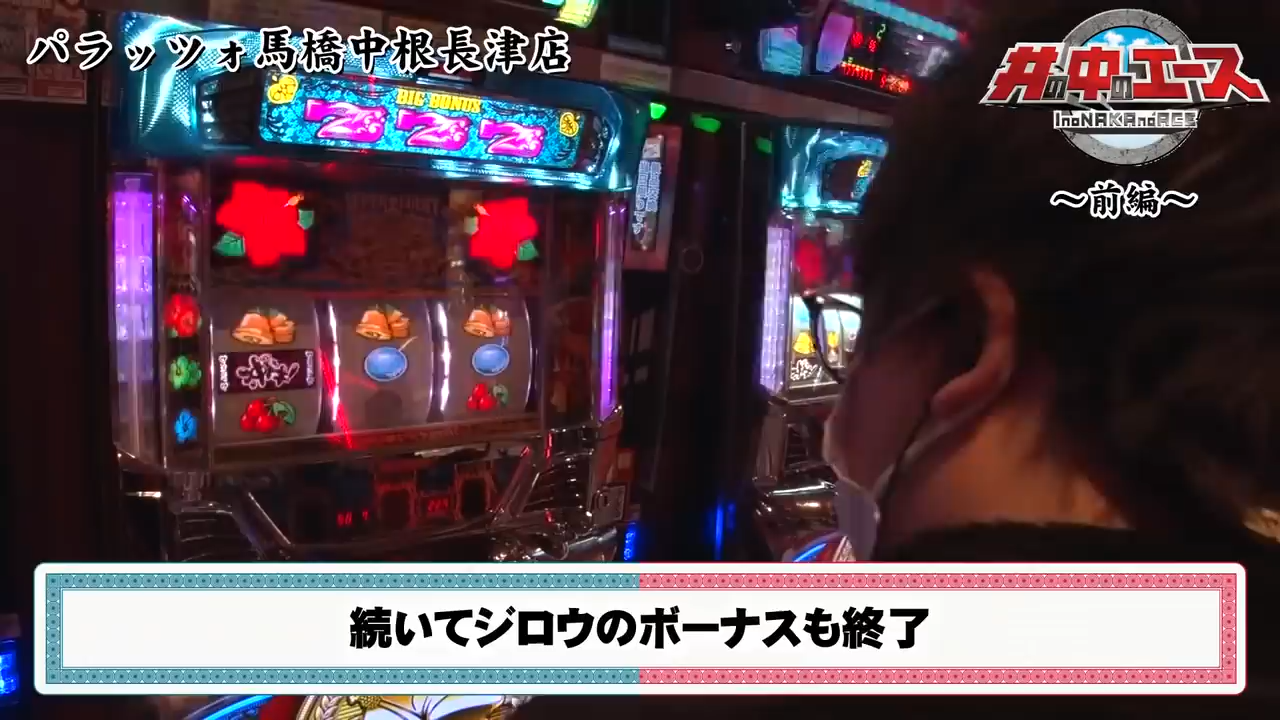 パラッツォ馬橋中根長津店
井の中のエース
InoNAKAnoACE
〜前編〜
BIG BONUS
777
続いてジロウのボーナスも終了